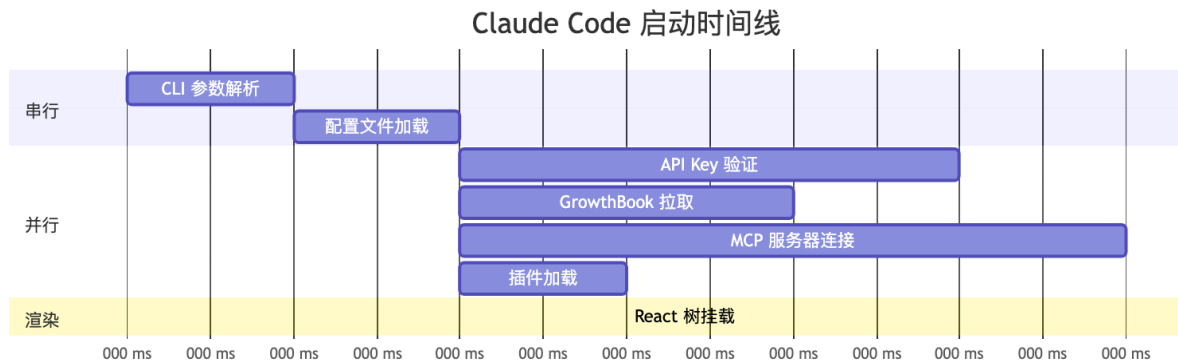 Claude Code 启动时间线
串行
CLI 参数解析
配置文件加载
并行
API Key 验证
GrowthBook 拉取
MCP 服务器连接
插件加载
渲染
React 树挂载
000 ms 000 ms 000 ms 000 ms 000 ms 000 ms 000 ms 000 ms 000 ms 000 ms 000 ms 000 ms 000 ms